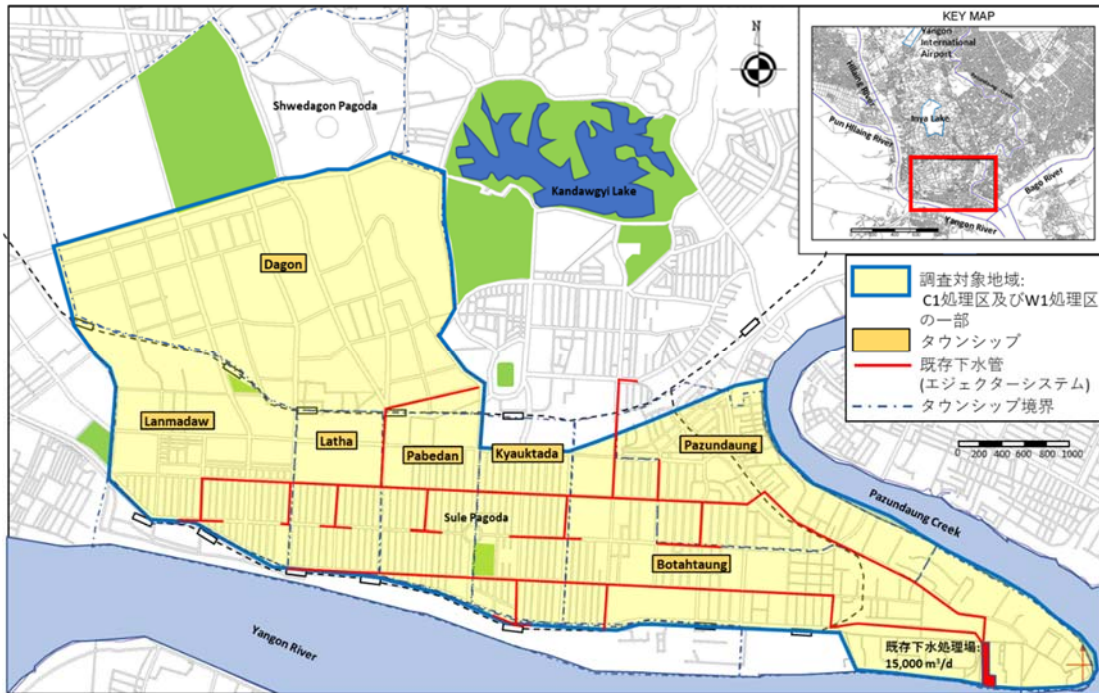 KEY MAP
Yangon
International
Airport
Hlaing River
Inya Lake
Pun Hlaing River
Bago River
Yangon River
N
Shwedagon Pagoda
Kandawgyi Lake
Dagon
調査対象地域:
C1処理区及びW1処理区
の一部
タウンシップ
既存下水管
(エジェクターシステム)
タウンシップ境界
0 200 400 600 800 1000
Lanmadaw
Latha
Pabedan
Kyauktada
Pazundaung
Pazundaung Creek
Sule Pagoda
Botahtaung
Yangon River
既存下水処理場:
15,000 m³/d